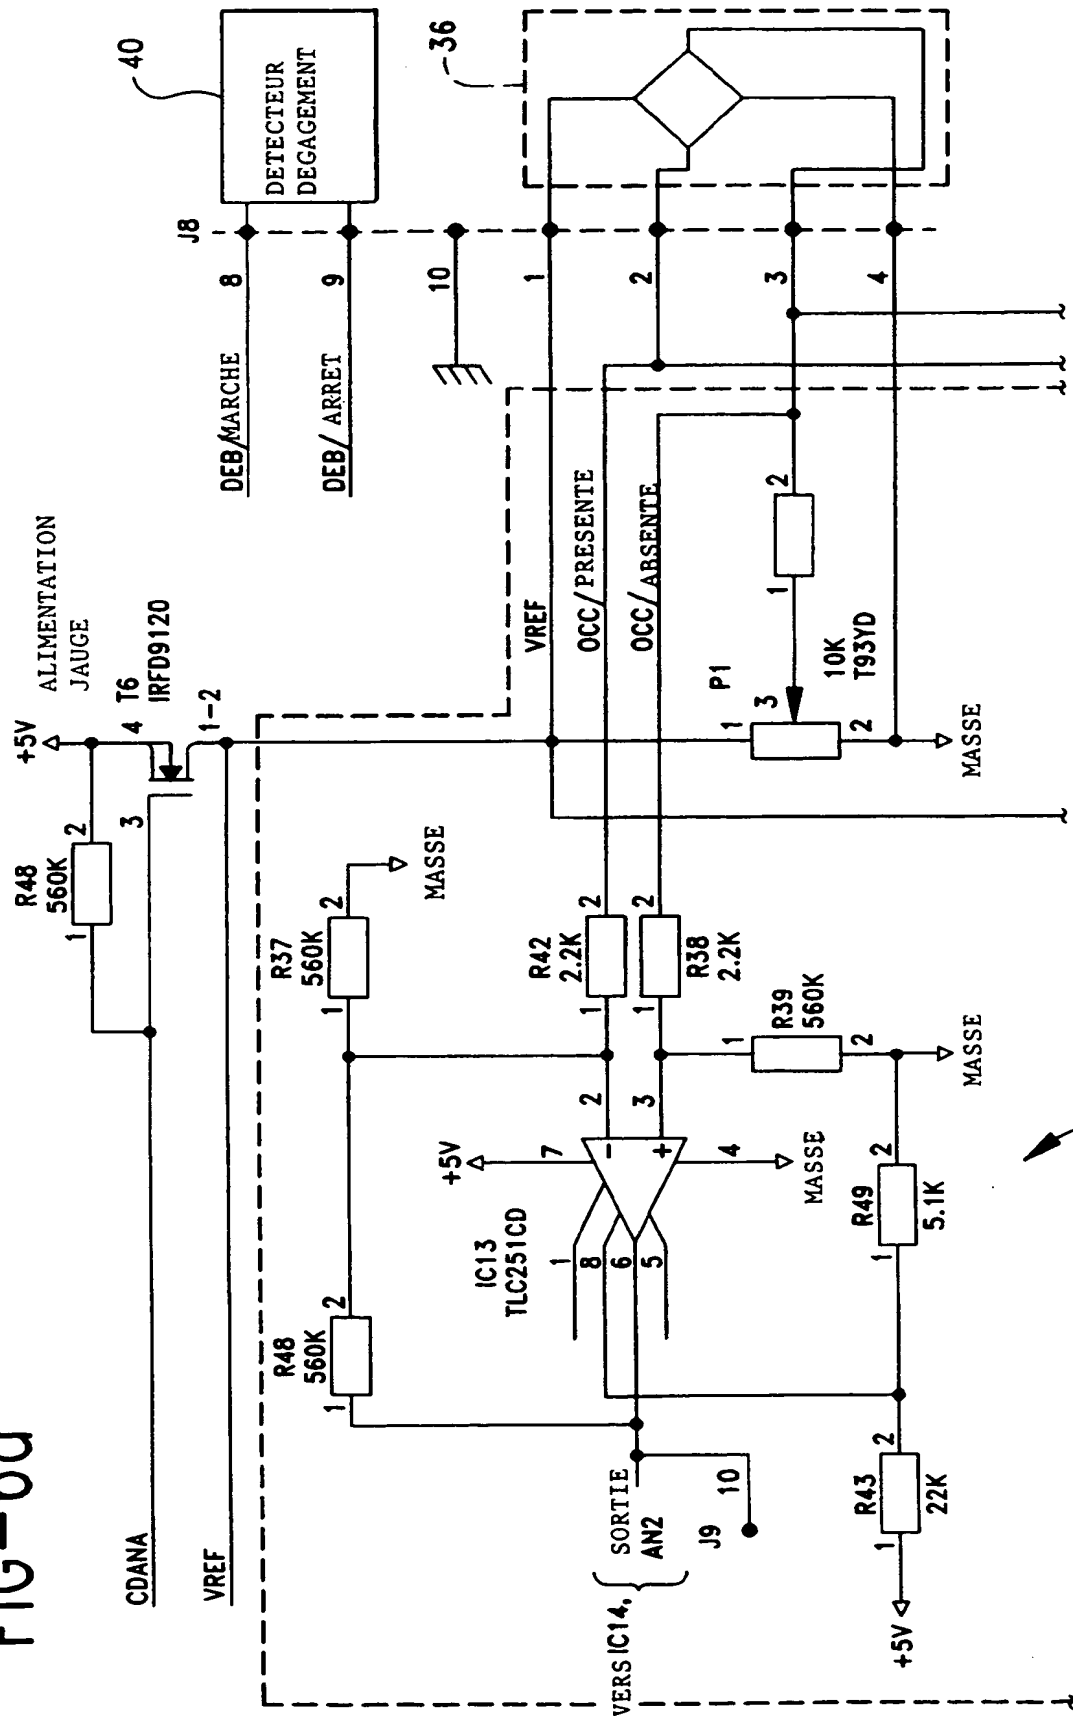 FIG-8a
40
DETECTEUR
DEGAGEMENT
J8
8
9
10
DEB/MARCHE
DEB/ARRET
36
1
2
3
4
ALIMENTATION
JAUGE
+5V
T6
IRFD9120
4
1-2
3
R48
560K
1
2
VREF
OCC/PRESENTE
OCC/ABSENTE
1
2
P1
1
3
2
10K
T93YD
MASSE
R37
560K
1
2
MASSE
R42
2.2K
1
2
R38
2.2K
1
2
R39
560K
1
2
MASSE
+5V
7
2
3
4
MASSE
IC13
TLC251CD
1
8
6
5
R49
5.1K
1
2
R48
560K
1
2
R43
22K
1
2
+5V
CDANA
VREF
SORTIE
AN2
VERS IC14,
J9
10